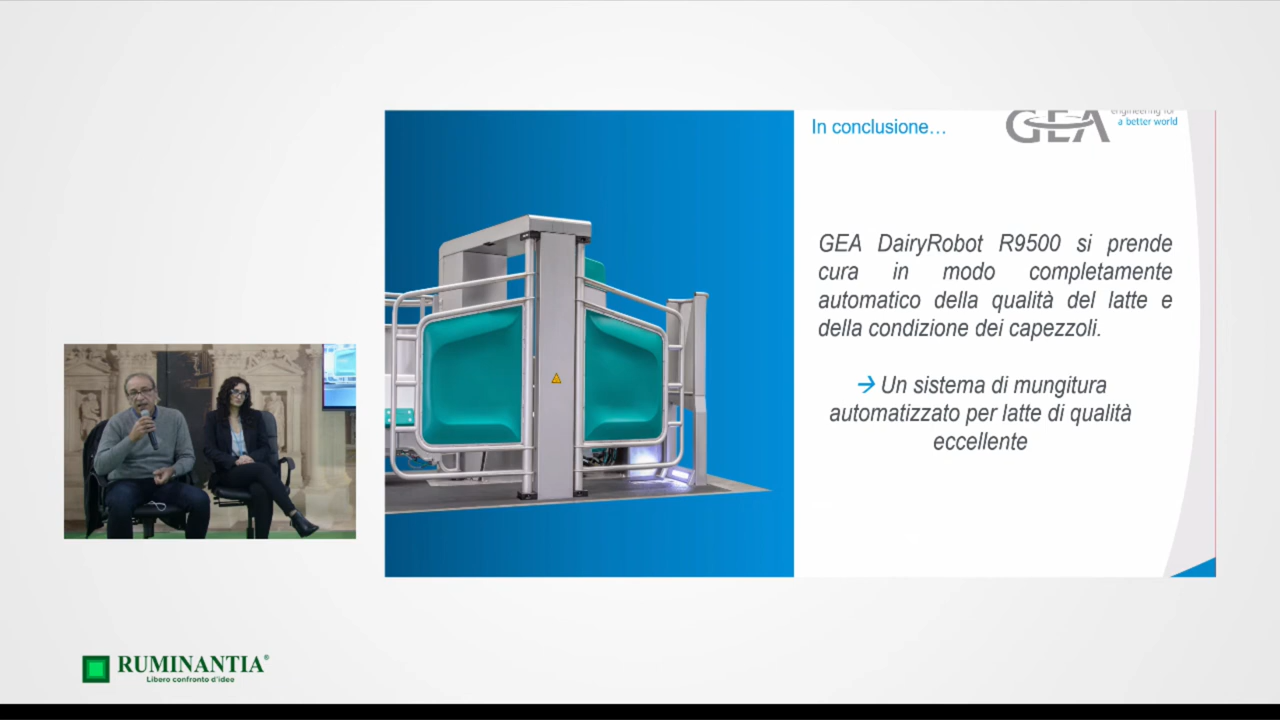 In conclusione…
GEA
engineering for
a better world
GEA DairyRobot R9500 si prende
cura in modo completamente
automatico della qualità del latte e
della condizione dei capezzoli.
→ Un sistema di mungitura
automatizzato per latte di qualità
eccellente
RUMINANTIA®
Libero confronto d'idee